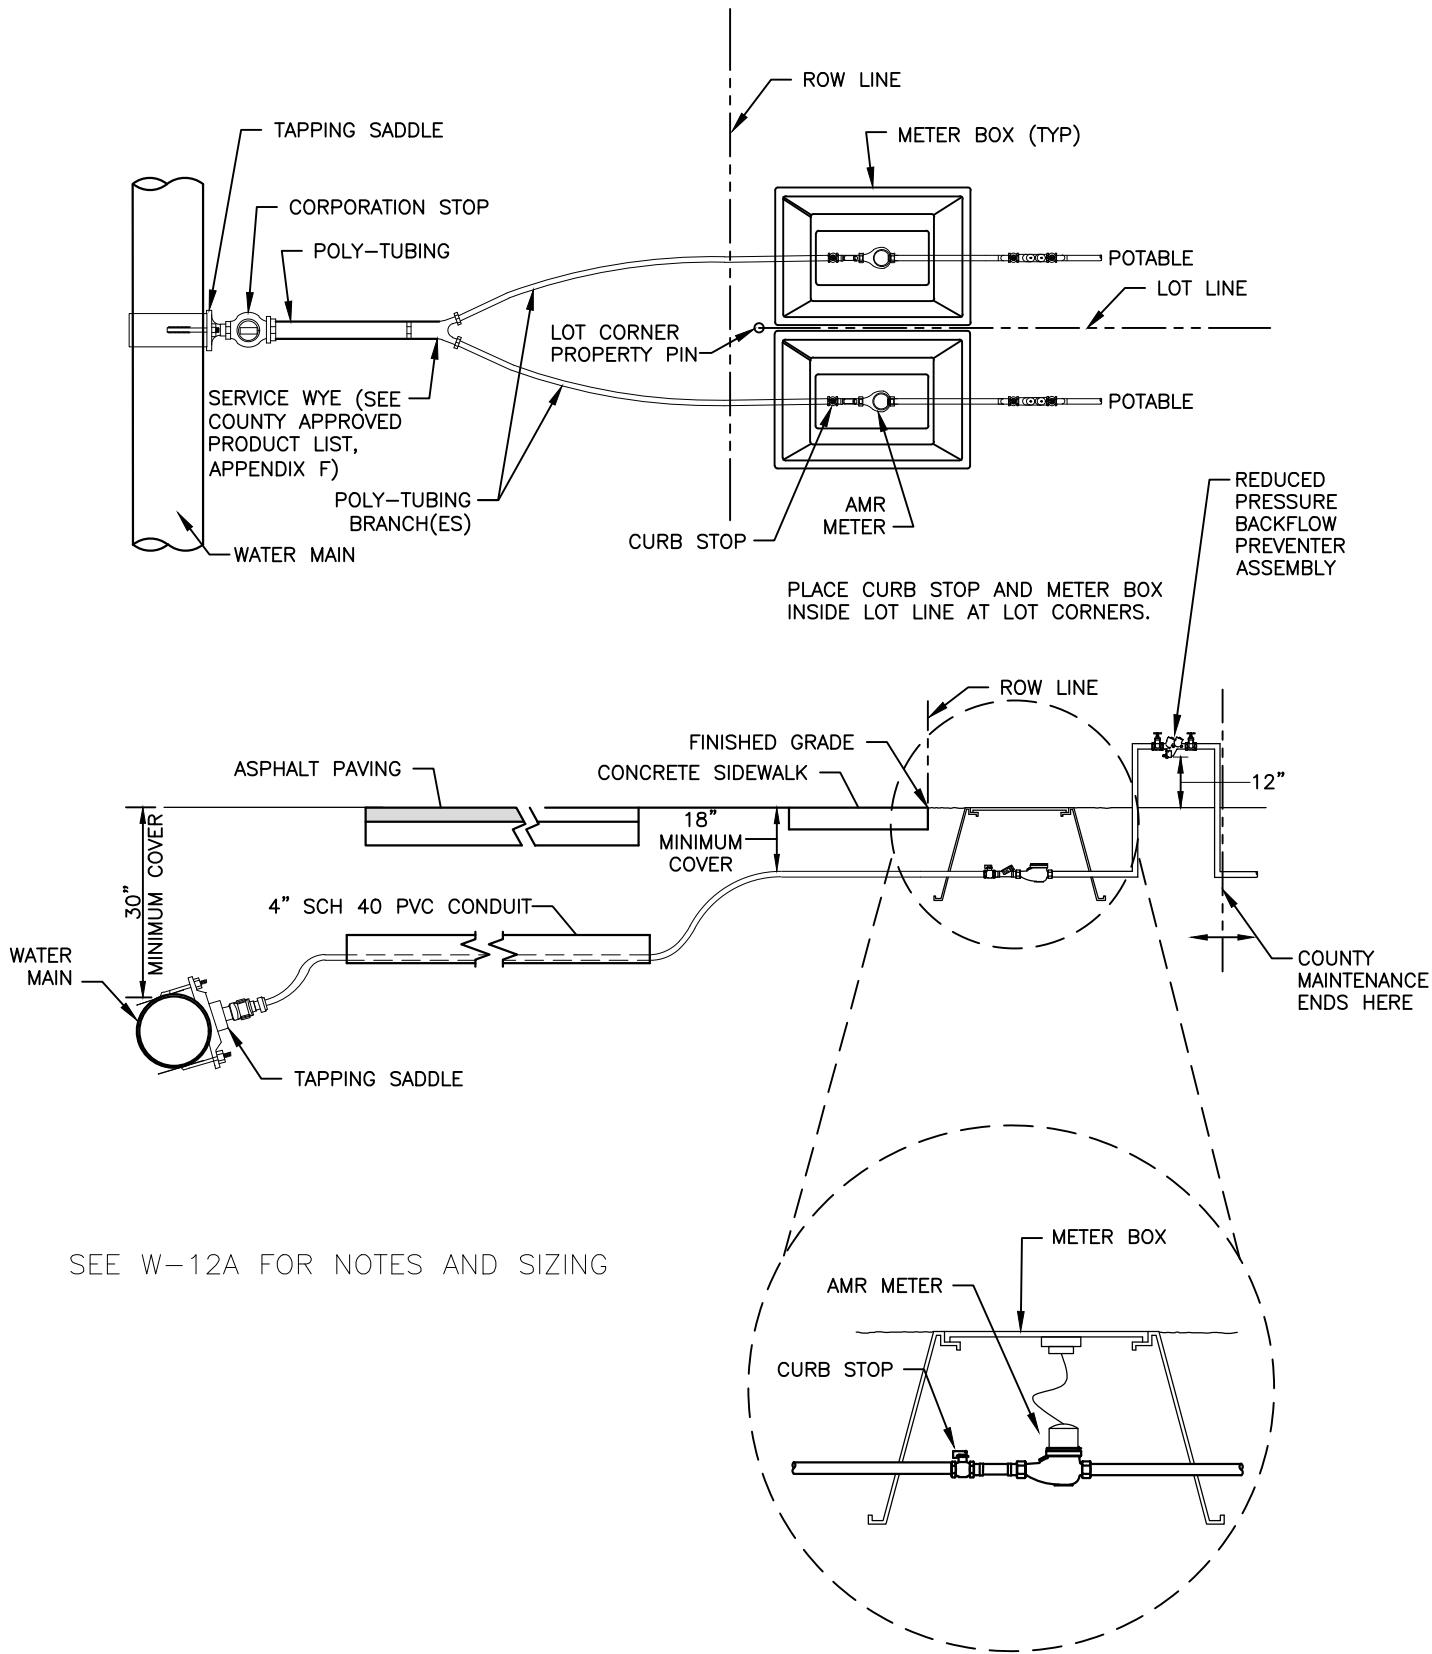 ROW LINE
TAPPING SADDLE
METER BOX (TYP)
CORPORATION STOP
POLY-TUBING
POTABLE
LOT LINE
LOT CORNER
PROPERTY PIN
SERVICE WYE (SEE
COUNTY APPROVED
PRODUCT LIST,
APPENDIX F)
POTABLE
POLY-TUBING
BRANCH(ES)
AMR
METER
CURB STOP
WATER MAIN
REDUCED
PRESSURE
BACKFLOW
PREVENTER
ASSEMBLY
PLACE CURB STOP AND METER BOX
INSIDE LOT LINE AT LOT CORNERS.
ROW LINE
FINISHED GRADE
ASPHALT PAVING
CONCRETE SIDEWALK
12"
18"
MINIMUM
COVER
30"
MINIMUM COVER
4" SCH 40 PVC CONDUIT
WATER
MAIN
COUNTY
MAINTENANCE
ENDS HERE
TAPPING SADDLE
METER BOX
SEE W-12A FOR NOTES AND SIZING
AMR METER
CURB STOP